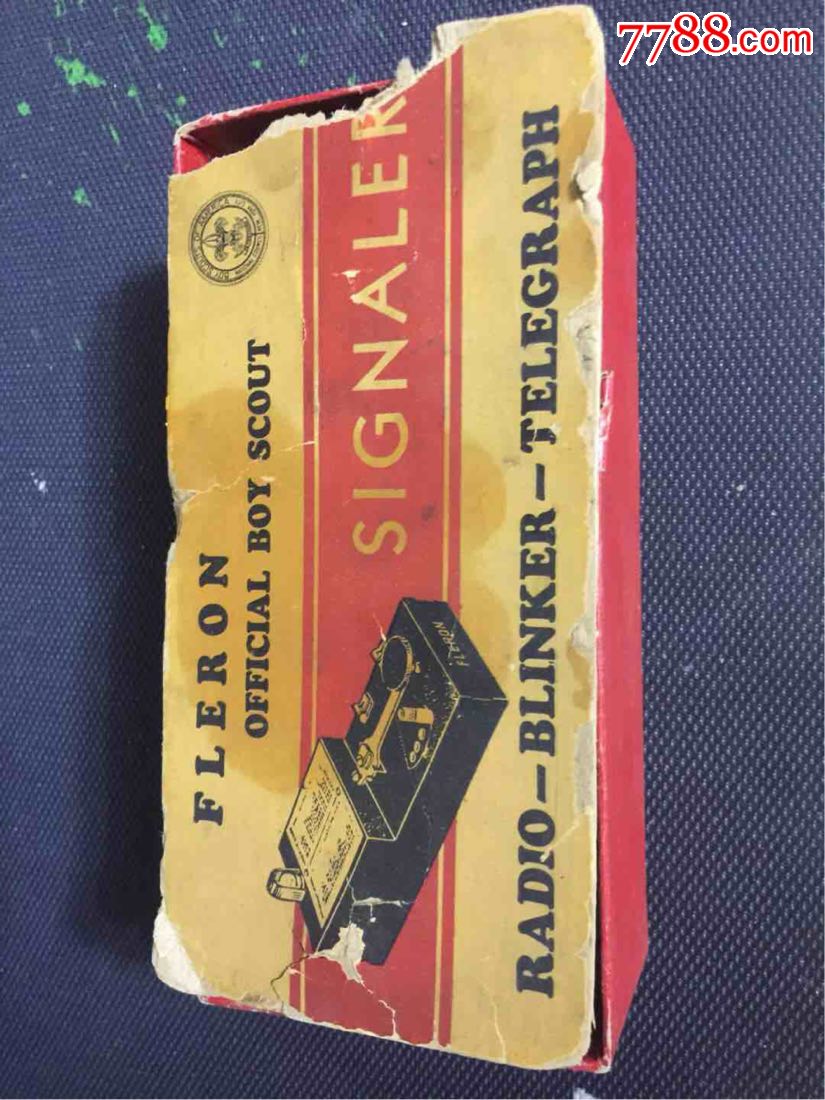 7788.com
FLERON
OFFICIAL BOY SCOUT
SIGNALER
FLERON
RADIO-BLINKER-TELEGRAPH